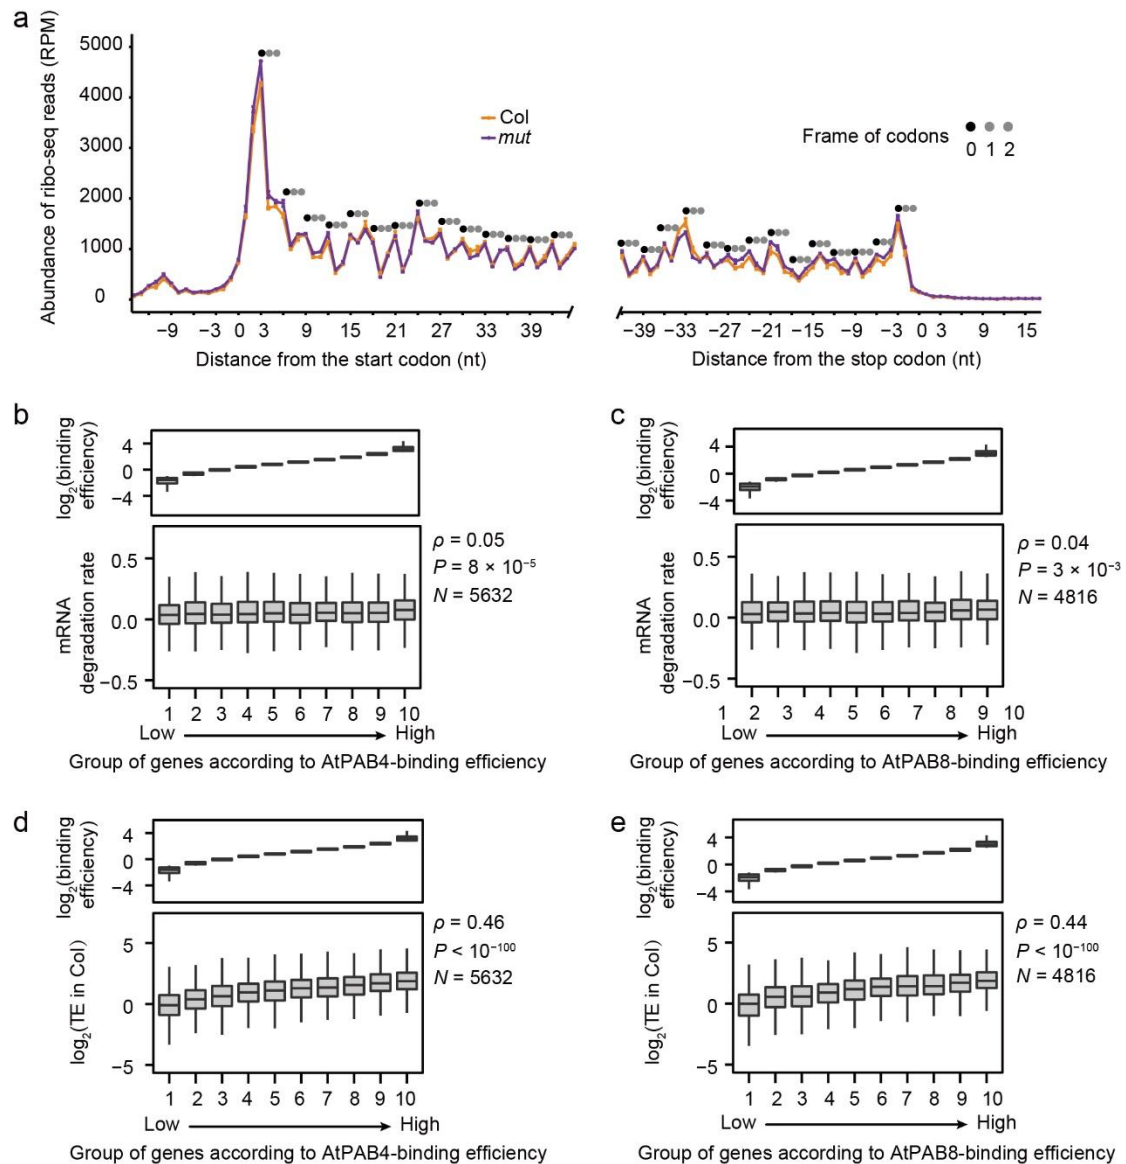 a
Abundance of ribo-seq reads (RPM)
5000
4000
3000
2000
1000
0
Col
mut
Frame of codons
0 1 2
−9 −3 0 3 9 15 21 27 33 39
−39 −33 −27 −21 −15 −9 −3 0 3 9 15
Distance from the start codon (nt)
Distance from the stop codon (nt)
b
log₂(binding
efficiency)
4
0
−4
mRNA
degradation rate
0.5
0.0
−0.5
ρ = 0.05
P = 8 × 10⁻⁵
N = 5632
1 2 3 4 5 6 7 8 9 10
Low High
Group of genes according to AtPAB4-binding efficiency
c
log₂(binding
efficiency)
4
0
−4
mRNA
degradation rate
0.5
0.0
−0.5
ρ = 0.04
P = 3 × 10⁻³
N = 4816
1 2 3 4 5 6 7 8 9 10
Low High
Group of genes according to AtPAB8-binding efficiency
d
log₂(binding
efficiency)
4
0
−4
log₂(TE in Col)
5
0
−5
ρ = 0.46
P < 10⁻¹⁰⁰
N = 5632
1 2 3 4 5 6 7 8 9 10
Low High
Group of genes according to AtPAB4-binding efficiency
e
log₂(binding
efficiency)
4
0
−4
log₂(TE in Col)
5
0
−5
ρ = 0.44
P < 10⁻¹⁰⁰
N = 4816
1 2 3 4 5 6 7 8 9 10
Low High
Group of genes according to AtPAB8-binding efficiency